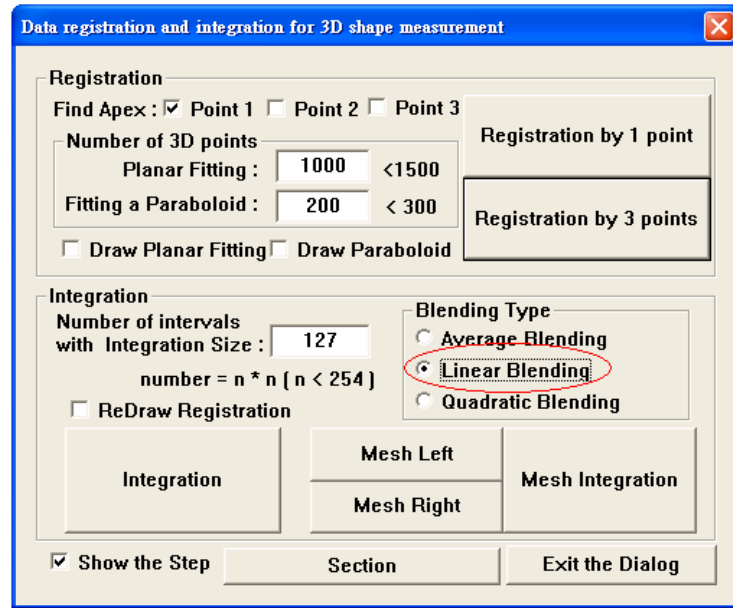 Data registration and integration for 3D shape measurement
Registration
Find Apex : Point 1 Point 2 Point 3
Registration by 1 point
Number of 3D points
Planar Fitting : 1000 <1500
Fitting a Paraboloid : 200 < 300
Registration by 3 points
Draw Planar Fitting Draw Paraboloid
Integration
Number of intervals
with Integration Size : 127
number = n * n ( n < 254 )
ReDraw Registration
Blending Type
Average Blending
Linear Blending
Quadratic Blending
Integration
Mesh Left
Mesh Right
Mesh Integration
Show the Step
Section
Exit the Dialog